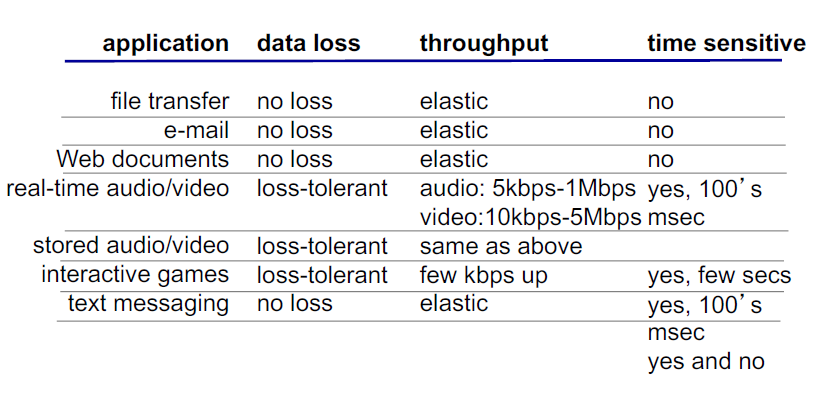 application data loss throughput time sensitive
file transfer no loss elastic no
e-mail no loss elastic no
Web documents no loss elastic no
real-time audio/video loss-tolerant audio: 5kbps-1Mbps yes, 100’s
video:10kbps-5Mbps msec
stored audio/video loss-tolerant same as above
interactive games loss-tolerant few kbps up yes, few secs
text messaging no loss elastic yes, 100’s
msec
yes and no